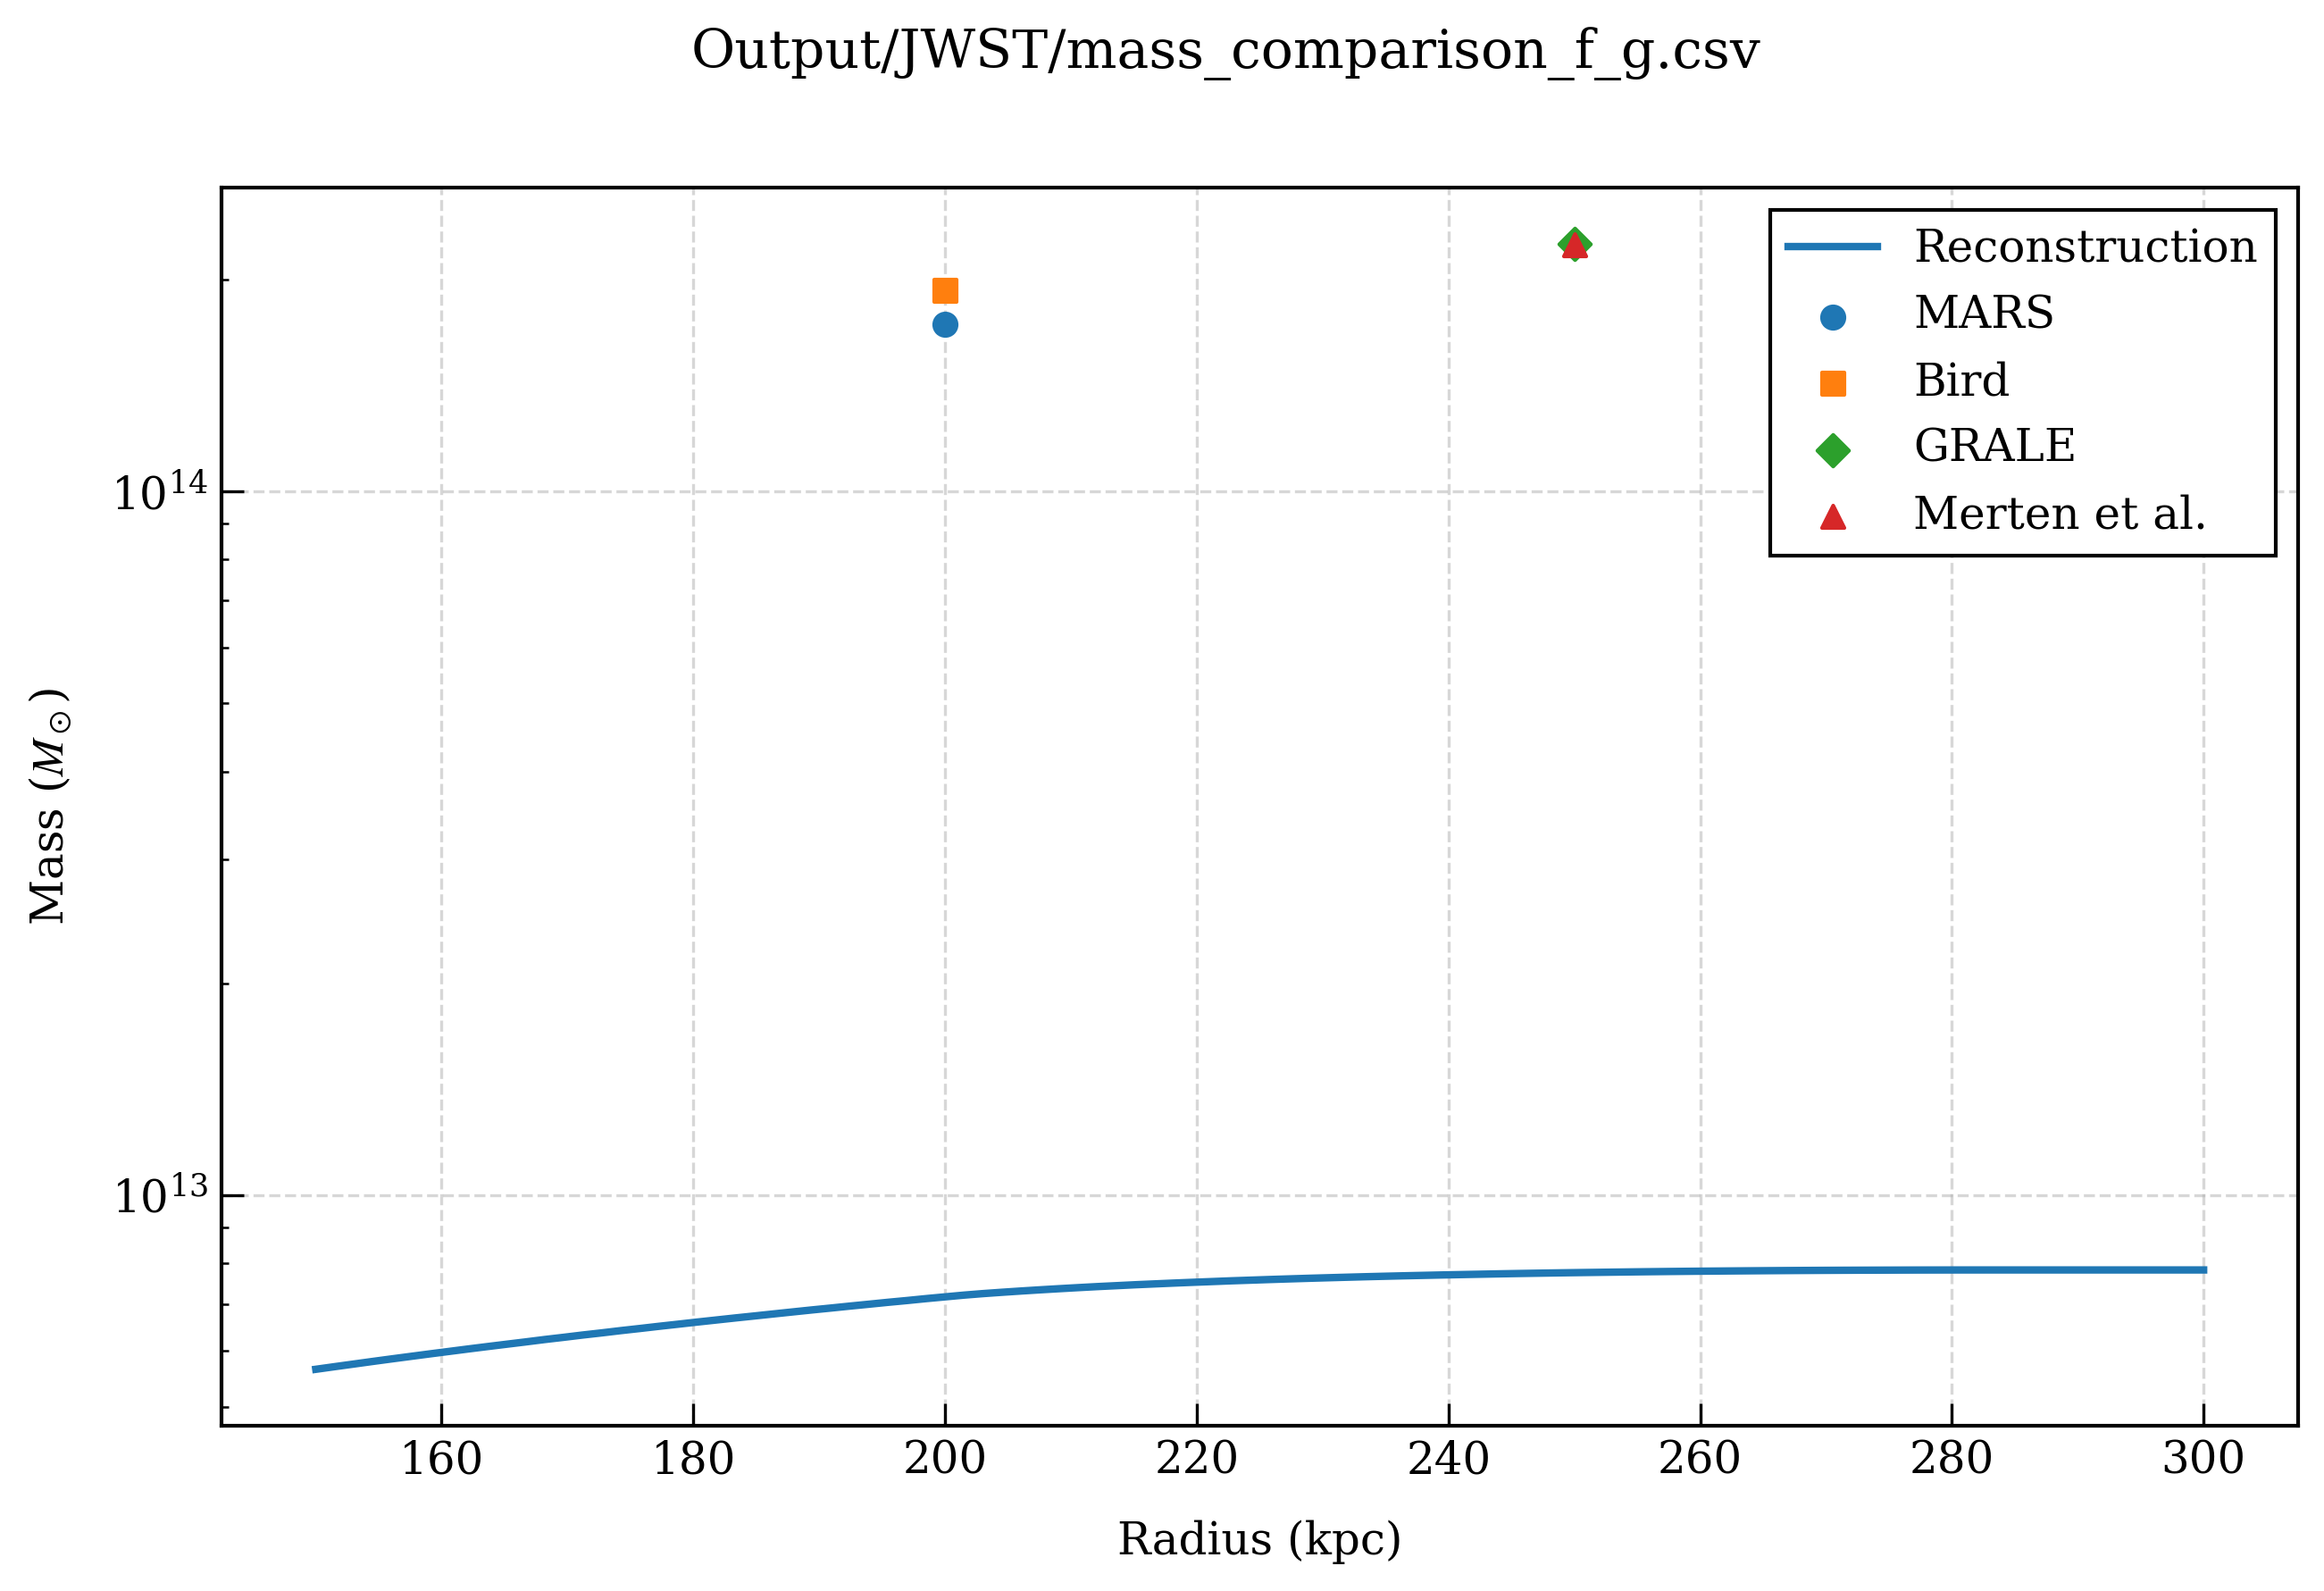 Output/JWST/mass_comparison_f_g.csv
Reconstruction
MARS
Bird
GRALE
Merten et al.
10^14
10^13
Mass (M_⊙)
160 180 200 220 240 260 280 300
Radius (kpc)